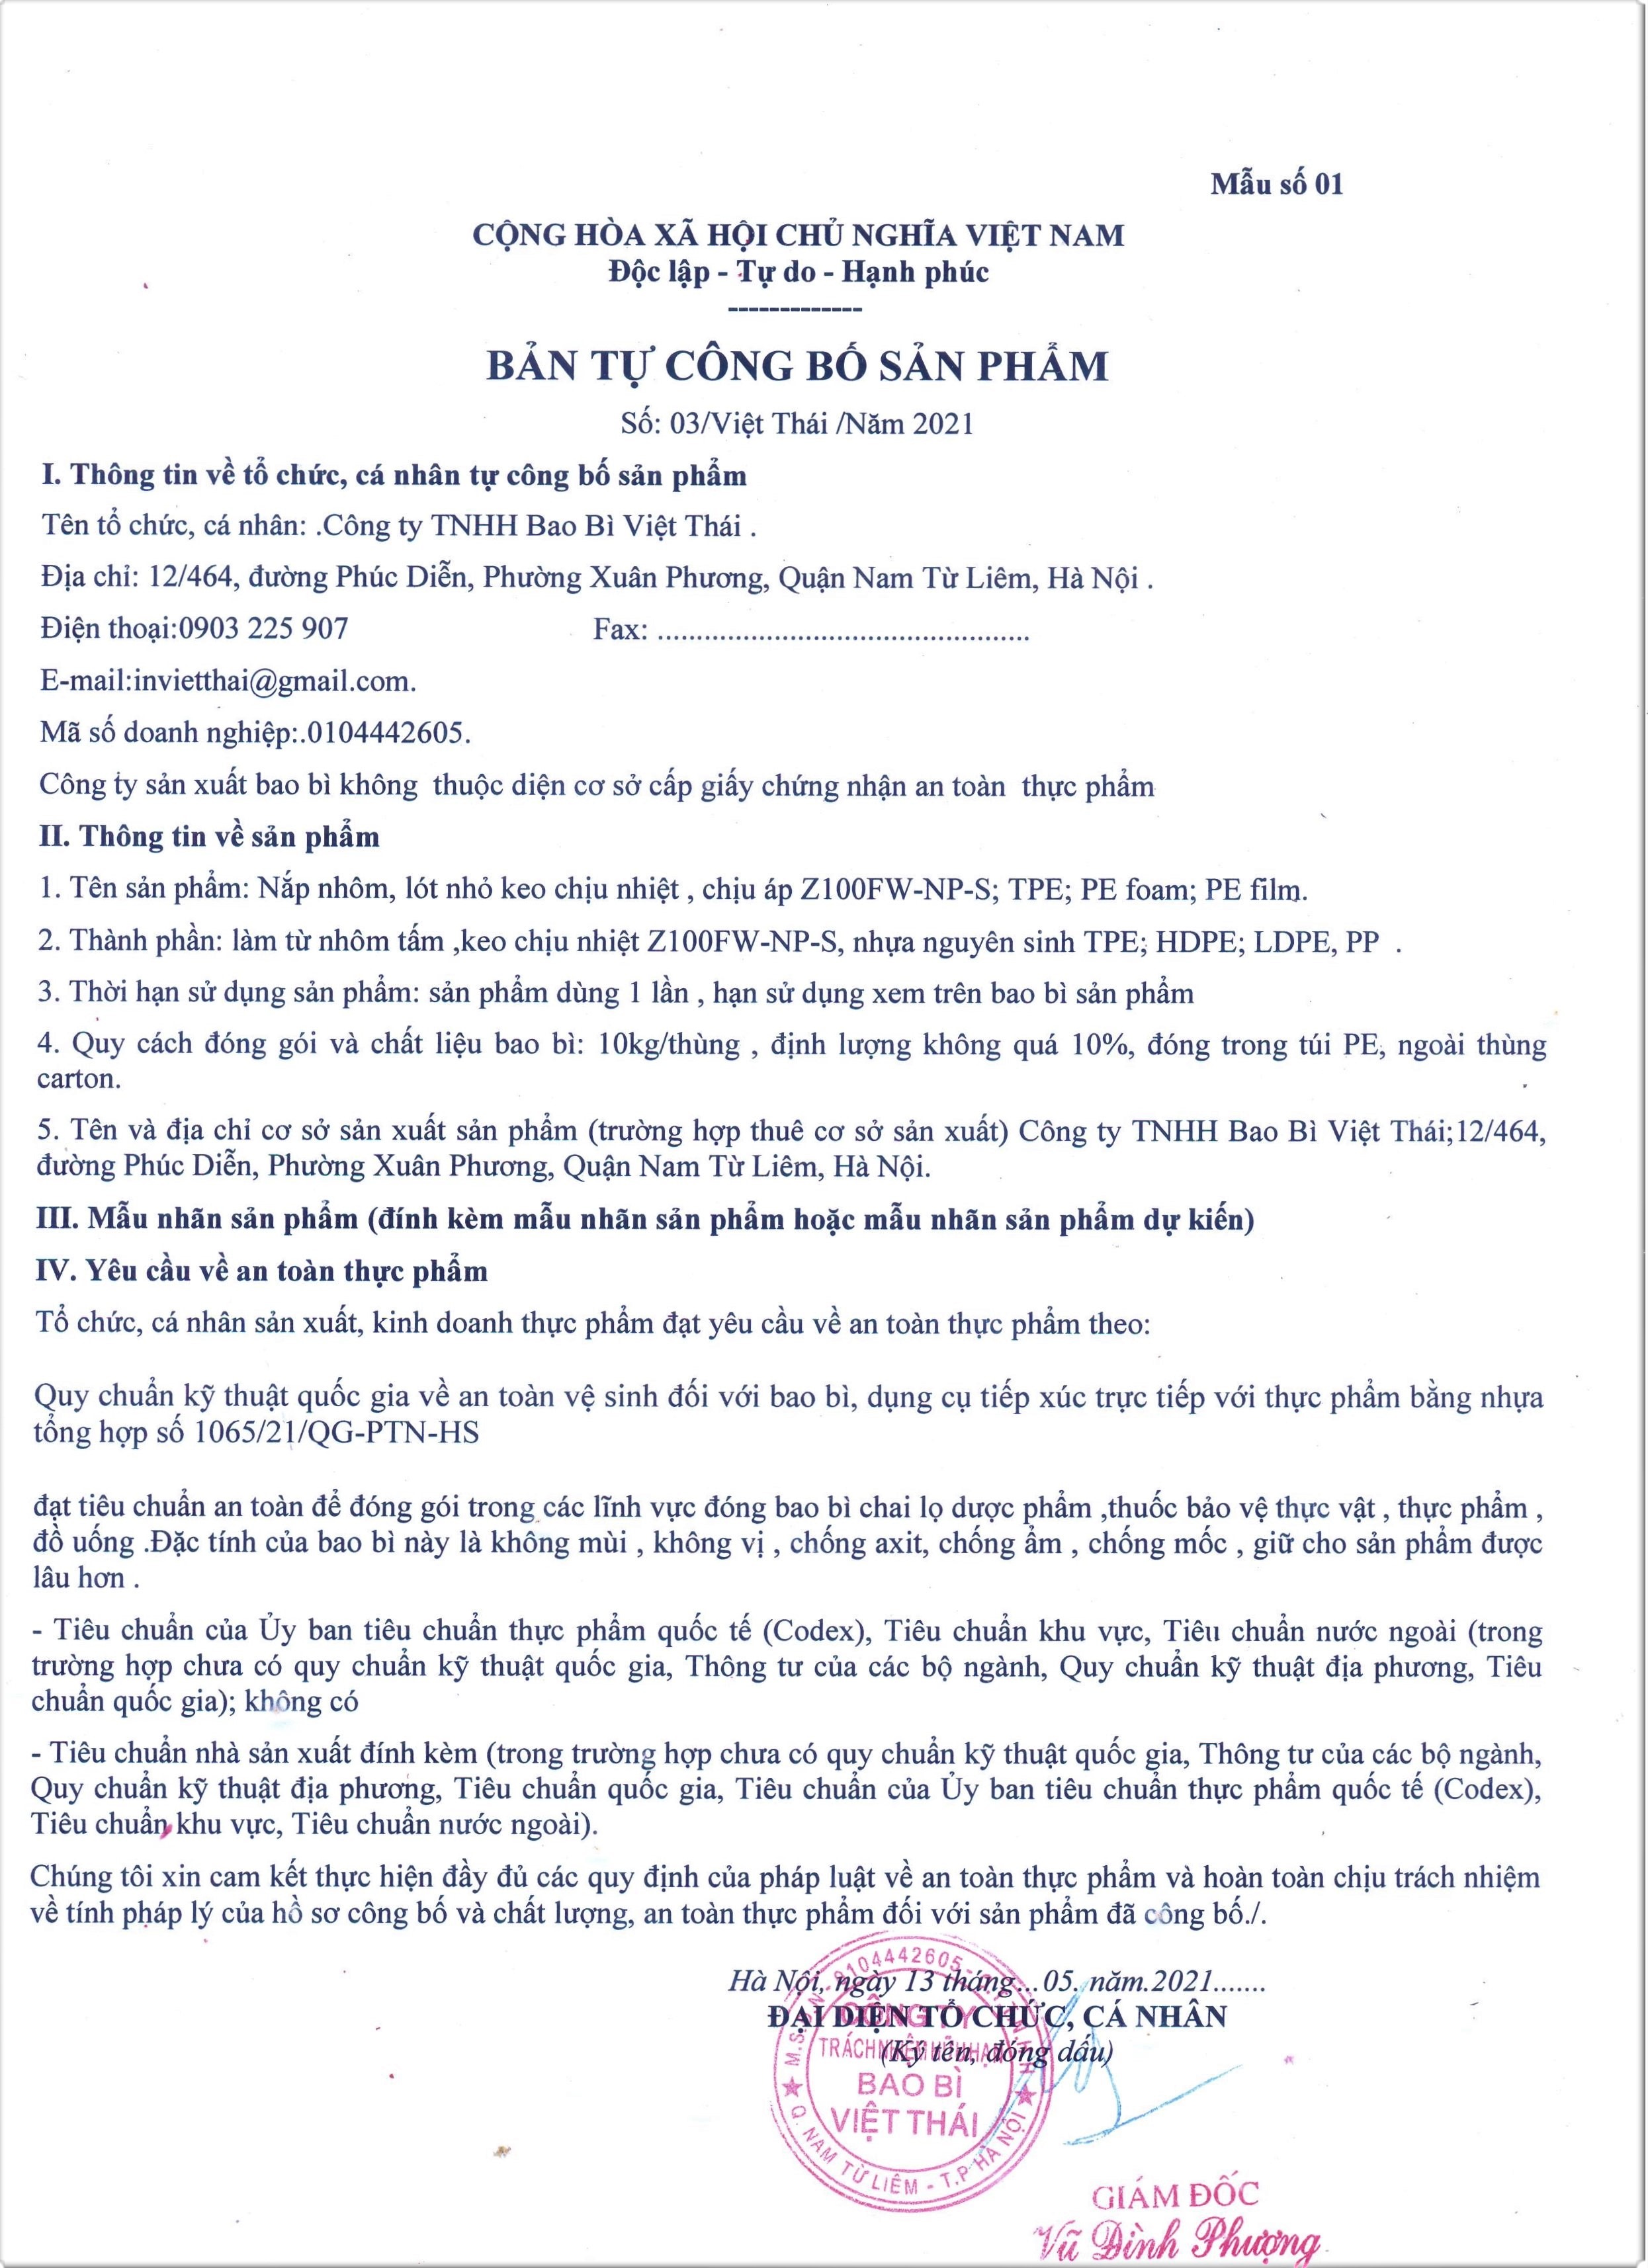 Mẫu số 01
CỘNG HÒA XÃ HỘI CHỦ NGHĨA VIỆT NAM
Độc lập - Tự do - Hạnh phúc
-------------
BẢN TỰ CÔNG BỐ SẢN PHẨM
Số: 03/Việt Thái /Năm 2021
I. Thông tin về tổ chức, cá nhân tự công bố sản phẩm
Tên tổ chức, cá nhân: .Công ty TNHH Bao Bì Việt Thái .
Địa chỉ: 12/464, đường Phúc Diễn, Phường Xuân Phương, Quận Nam Từ Liêm, Hà Nội .
Điện thoại:0903 225 907 Fax: ................................................
E-mail:invietthai@gmail.com.
Mã số doanh nghiệp:.0104442605.
Công ty sản xuất bao bì không thuộc diện cơ sở cấp giấy chứng nhận an toàn thực phẩm
II. Thông tin về sản phẩm
1. Tên sản phẩm: Nắp nhôm, lót nhỏ keo chịu nhiệt , chịu áp Z100FW-NP-S; TPE; PE foam; PE film.
2. Thành phần: làm từ nhôm tấm ,keo chịu nhiệt Z100FW-NP-S, nhựa nguyên sinh TPE; HDPE; LDPE, PP .
3. Thời hạn sử dụng sản phẩm: sản phẩm dùng 1 lần , hạn sử dụng xem trên bao bì sản phẩm
4. Quy cách đóng gói và chất liệu bao bì: 10kg/thùng , định lượng không quá 10%, đóng trong túi PE, ngoài thùng
carton.
5. Tên và địa chỉ cơ sở sản xuất sản phẩm (trường hợp thuê cơ sở sản xuất) Công ty TNHH Bao Bì Việt Thái;12/464,
đường Phúc Diễn, Phường Xuân Phương, Quận Nam Từ Liêm, Hà Nội.
III. Mẫu nhãn sản phẩm (đính kèm mẫu nhãn sản phẩm hoặc mẫu nhãn sản phẩm dự kiến)
IV. Yêu cầu về an toàn thực phẩm
Tổ chức, cá nhân sản xuất, kinh doanh thực phẩm đạt yêu cầu về an toàn thực phẩm theo:
Quy chuẩn kỹ thuật quốc gia về an toàn vệ sinh đối với bao bì, dụng cụ tiếp xúc trực tiếp với thực phẩm bằng nhựa
tổng hợp số 1065/21/QG-PTN-HS
đạt tiêu chuẩn an toàn để đóng gói trong các lĩnh vực đóng bao bì chai lọ dược phẩm ,thuốc bảo vệ thực vật , thực phẩm ,
đồ uống .Đặc tính của bao bì này là không mùi , không vị , chống axit, chống ẩm , chống mốc , giữ cho sản phẩm được
lâu hơn .
- Tiêu chuẩn của Ủy ban tiêu chuẩn thực phẩm quốc tế (Codex), Tiêu chuẩn khu vực, Tiêu chuẩn nước ngoài (trong
trường hợp chưa có quy chuẩn kỹ thuật quốc gia, Thông tư của các bộ ngành, Quy chuẩn kỹ thuật địa phương, Tiêu
chuẩn quốc gia); không có
- Tiêu chuẩn nhà sản xuất đính kèm (trong trường hợp chưa có quy chuẩn kỹ thuật quốc gia, Thông tư của các bộ ngành,
Quy chuẩn kỹ thuật địa phương, Tiêu chuẩn quốc gia, Tiêu chuẩn của Ủy ban tiêu chuẩn thực phẩm quốc tế (Codex),
Tiêu chuẩn khu vực, Tiêu chuẩn nước ngoài).
Chúng tôi xin cam kết thực hiện đầy đủ các quy định của pháp luật về an toàn thực phẩm và hoàn toàn chịu trách nhiệm
về tính pháp lý của hồ sơ công bố và chất lượng, an toàn thực phẩm đối với sản phẩm đã công bố./.
Hà Nội, ngày 13 tháng...05. năm.2021.......
ĐẠI DIỆN TỔ CHỨC, CÁ NHÂN
(Ký tên, đóng dấu)
M.S.D.N - 0104442605
CÔNG TY
TRÁCH NHIỆM HỮU HẠN
BAO BÌ
VIỆT THÁI
Q. NAM TỪ LIÊM - T.P HÀ NỘI
GIÁM ĐỐC
Vũ Đình Phượng